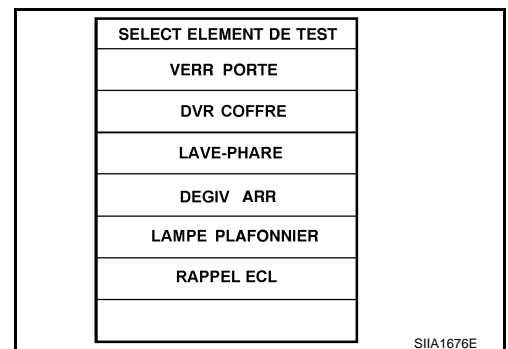 SELECT ELEMENT DE TEST
VERR PORTE
DVR COFFRE
LAVE-PHARE
DEGIV ARR
LAMPE PLAFONNIER
RAPPEL ECL
SIIA1676E